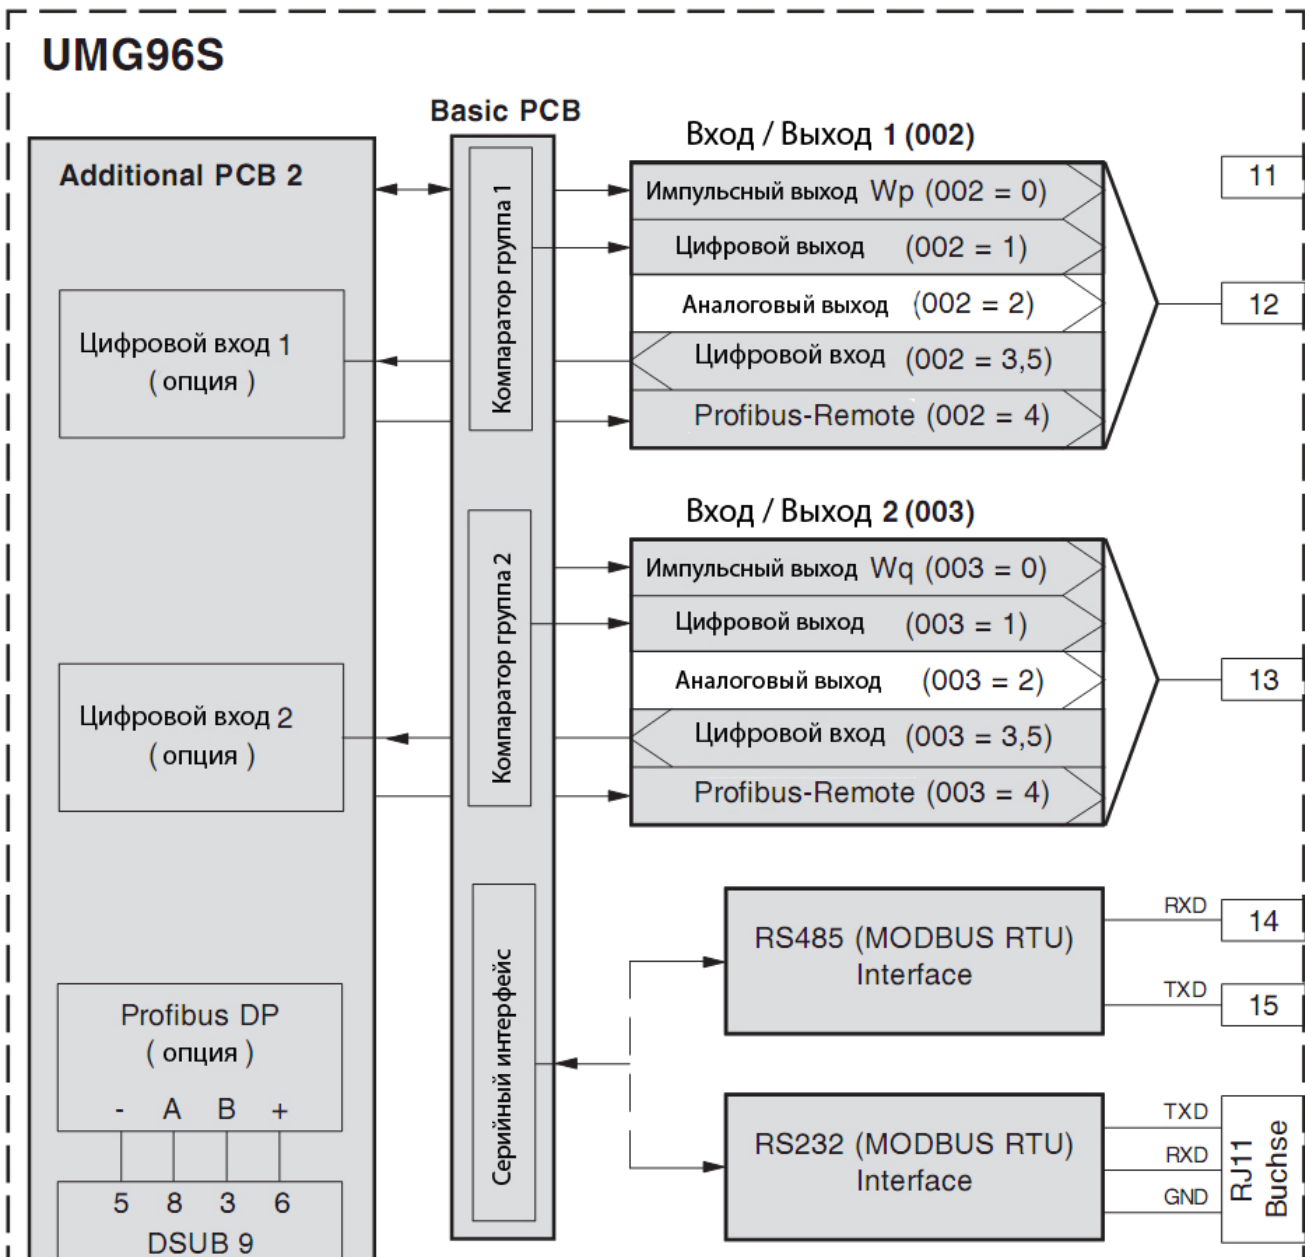 UMG96S
Basic PCB
Additional PCB 2
Цифровой вход 1
( опция )
Цифровой вход 2
( опция )
Profibus DP
( опция )
- A B +
5 8 3 6
DSUB 9
Компаратор группа 1
Компаратор группа 2
Серийный интерфейс
Вход / Выход 1 (002)
Импульсный выход Wp (002 = 0)
Цифровой выход (002 = 1)
Аналоговый выход (002 = 2)
Цифровой вход (002 = 3,5)
Profibus-Remote (002 = 4)
11
12
Вход / Выход 2 (003)
Импульсный выход Wq (003 = 0)
Цифровой выход (003 = 1)
Аналоговый выход (003 = 2)
Цифровой вход (003 = 3,5)
Profibus-Remote (003 = 4)
13
RS485 (MODBUS RTU)
Interface
RXD 14
TXD 15
RS232 (MODBUS RTU)
Interface
TXD
RXD
GND
RJ11
Buchse